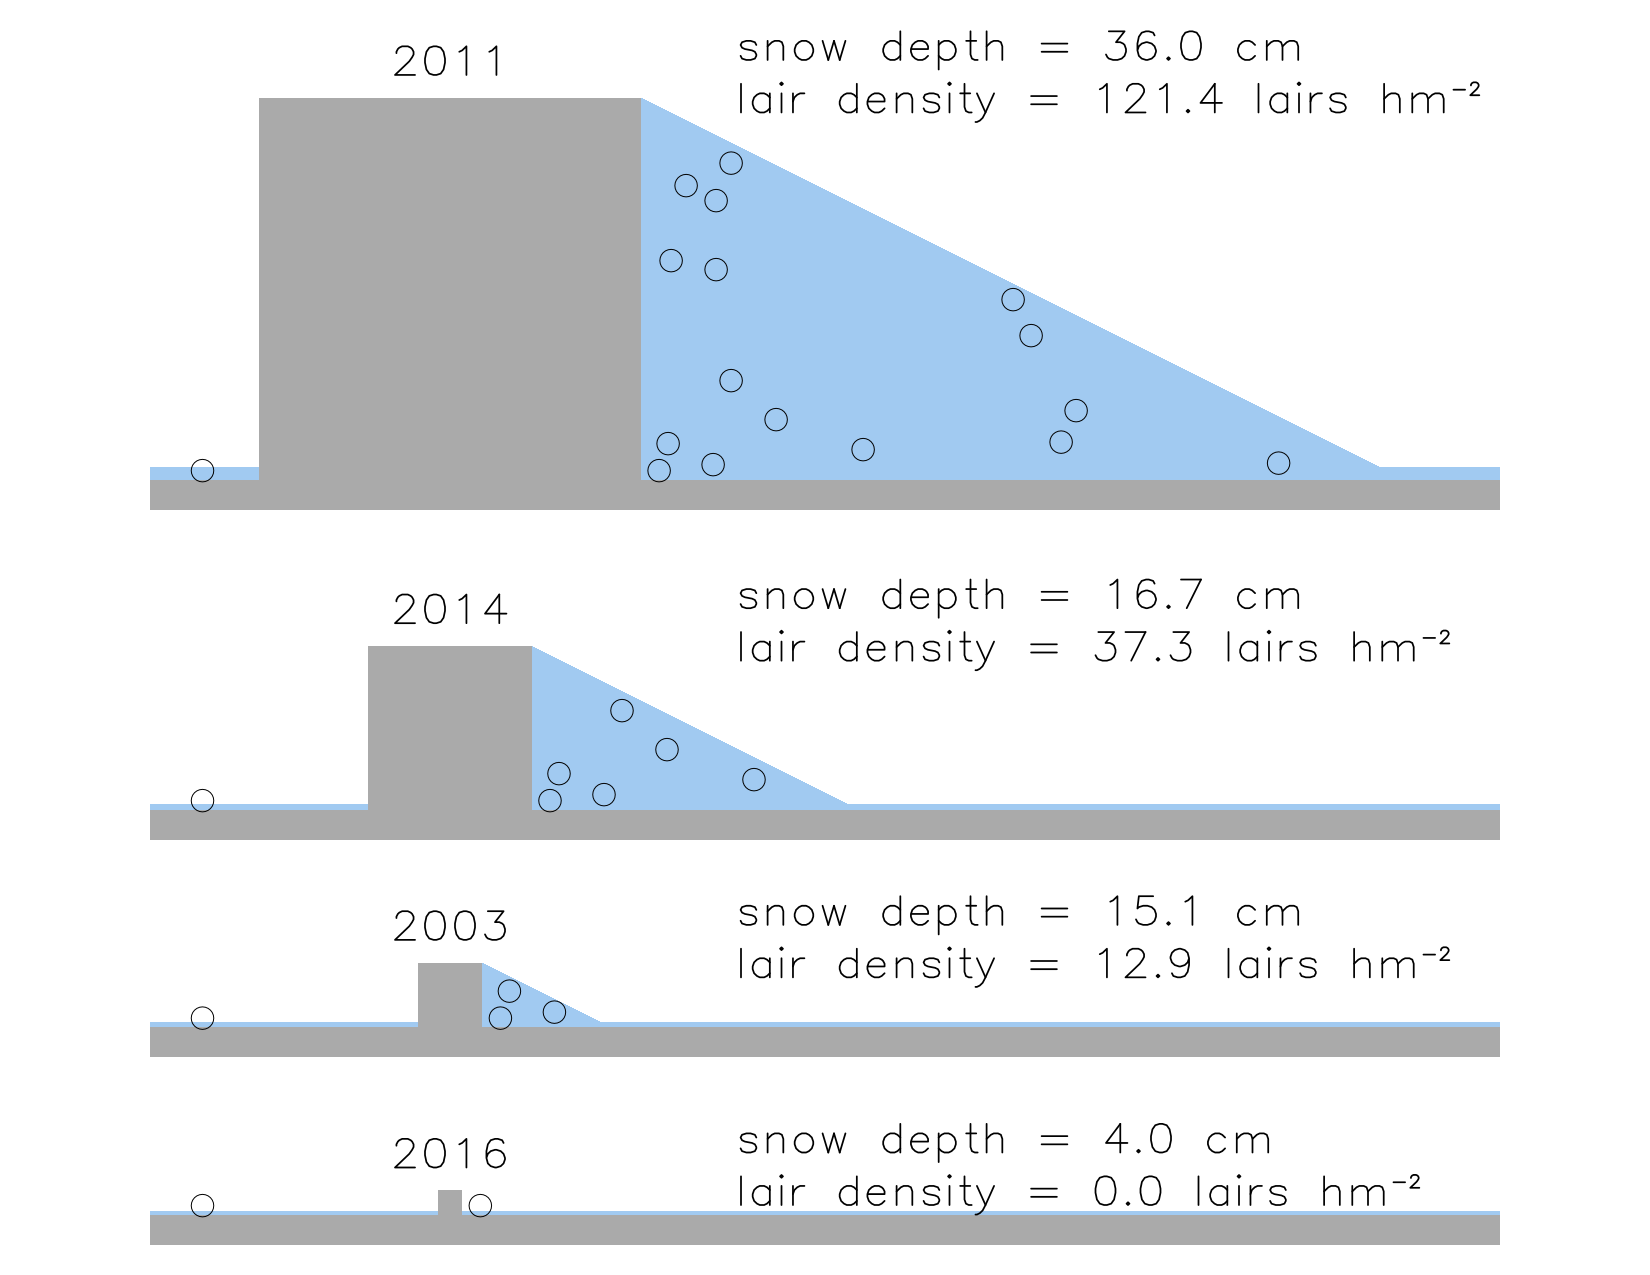 2011
snow depth = 36.0 cm
lair density = 121.4 lairs hm⁻²
2014
snow depth = 16.7 cm
lair density = 37.3 lairs hm⁻²
2003
snow depth = 15.1 cm
lair density = 12.9 lairs hm⁻²
2016
snow depth = 4.0 cm
lair density = 0.0 lairs hm⁻²